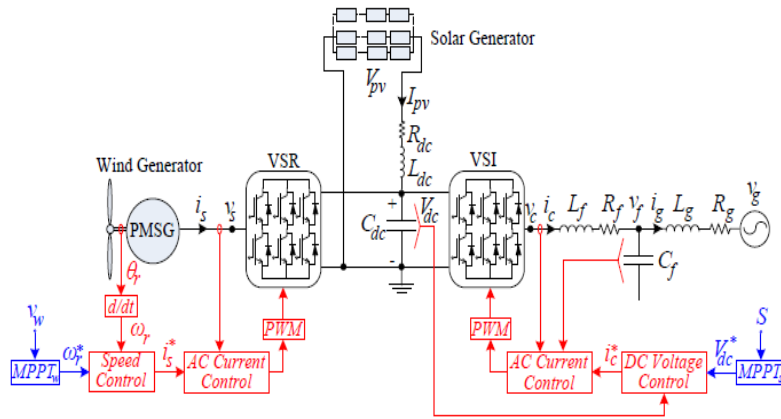 Solar Generator
V_pv
I_pv
R_dc
L_dc
Wind Generator
VSR
VSI
PMSG
i_s
v_s
+
C_dc
V_dc
-
v_c
i_c
L_f
R_f
v_f
i_g
L_g
R_g
v_g
C_f
θ_r
d/dt
ω_r
PWM
PWM
v_w
S
MPPT_w
ω_r*
Speed Control
i_s*
AC Current Control
AC Current Control
i_c*
DC Voltage Control
V_dc*
MPPT_s